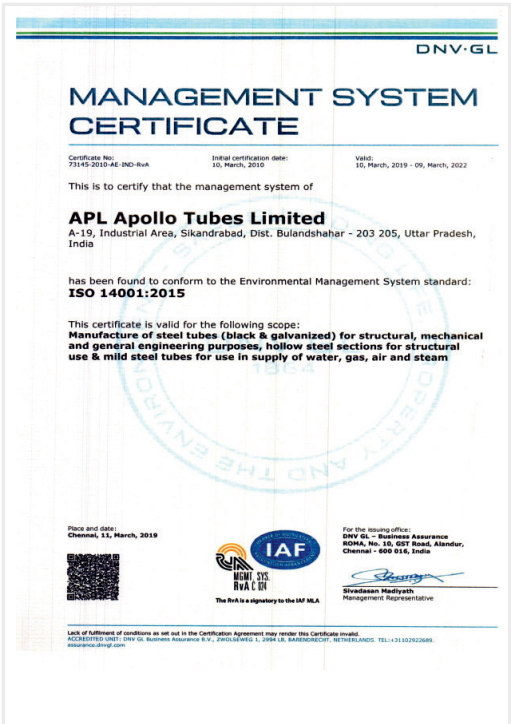 DNV·GL
MANAGEMENT SYSTEM
CERTIFICATE
Certificate No:
73145-2010-AE-IND-RvA
Initial certification date:
10, March, 2010
Valid:
10, March, 2019 - 09, March, 2022
This is to certify that the management system of
APL Apollo Tubes Limited
A-19, Industrial Area, Sikandrabad, Dist. Bulandshahar - 203 205, Uttar Pradesh,
India
has been found to conform to the Environmental Management System standard:
ISO 14001:2015
This certificate is valid for the following scope:
Manufacture of steel tubes (black & galvanized) for structural, mechanical
and general engineering purposes, hollow steel sections for structural
use & mild steel tubes for use in supply of water, gas, air and steam
1864
Place and date:
Chennai, 11, March, 2019
MGMT. SYS.
RvA C 024
IAF
The RvA is a signatory to the IAF MLA
For the issuing office:
DNV GL – Business Assurance
ROMA, No. 10, GST Road, Alandur,
Chennai - 600 016, India
Sivadasan Madiyath
Management Representative
Lack of fulfilment of conditions as set out in the Certification Agreement may render this Certificate invalid.
ACCREDITED UNIT: DNV GL Business Assurance B.V., ZWOLSEWEG 1, 2994 LB, BARENDRECHT, NETHERLANDS. TEL:+31102922689.
assurance.dnvgl.com